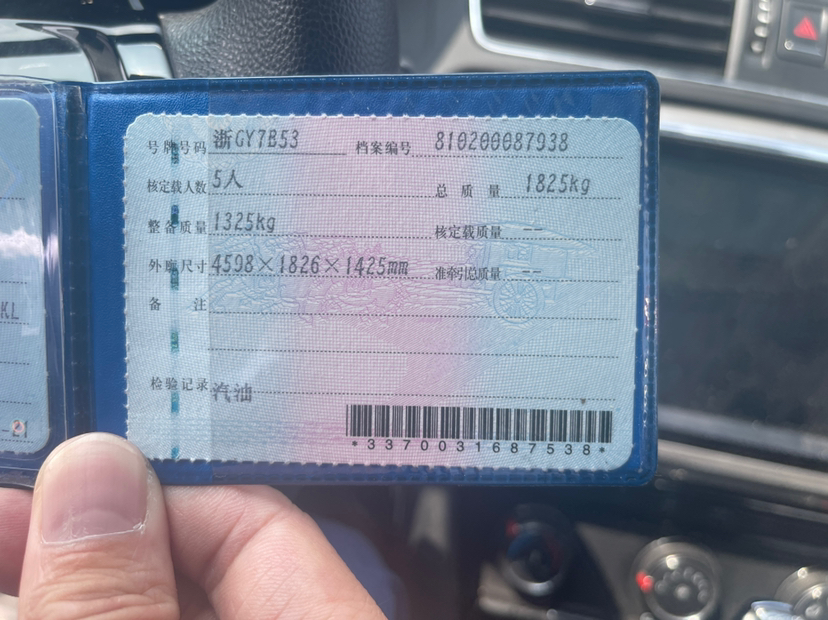 号牌号码 浙GY7B53 档案编号 810200087938
核定载人数 5人 总质量 1825kg
整备质量 1325kg 核定载质量 --
外廓尺寸 4598×1826×1425mm 准牵引总质量 --
备注
检验记录 汽油
*3370031687538*
KL
-21